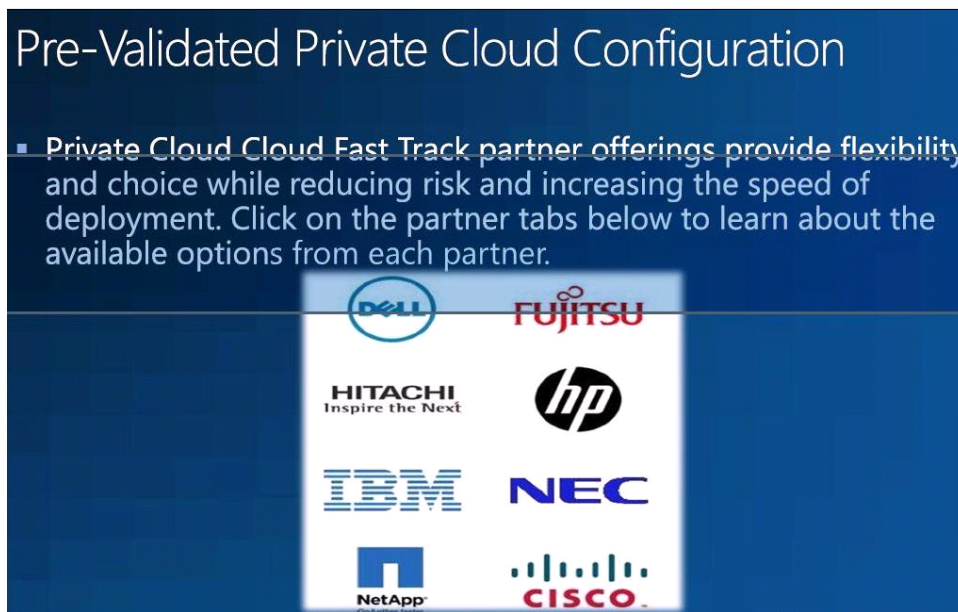 Pre-Validated Private Cloud Configuration
Private Cloud Cloud Fast Track partner offerings provide flexibility
and choice while reducing risk and increasing the speed of
deployment. Click on the partner tabs below to learn about the
available options from each partner.
DELL FUJITSU
HITACHI
Inspire the Next hp
IBM NEC
NetApp CISCO